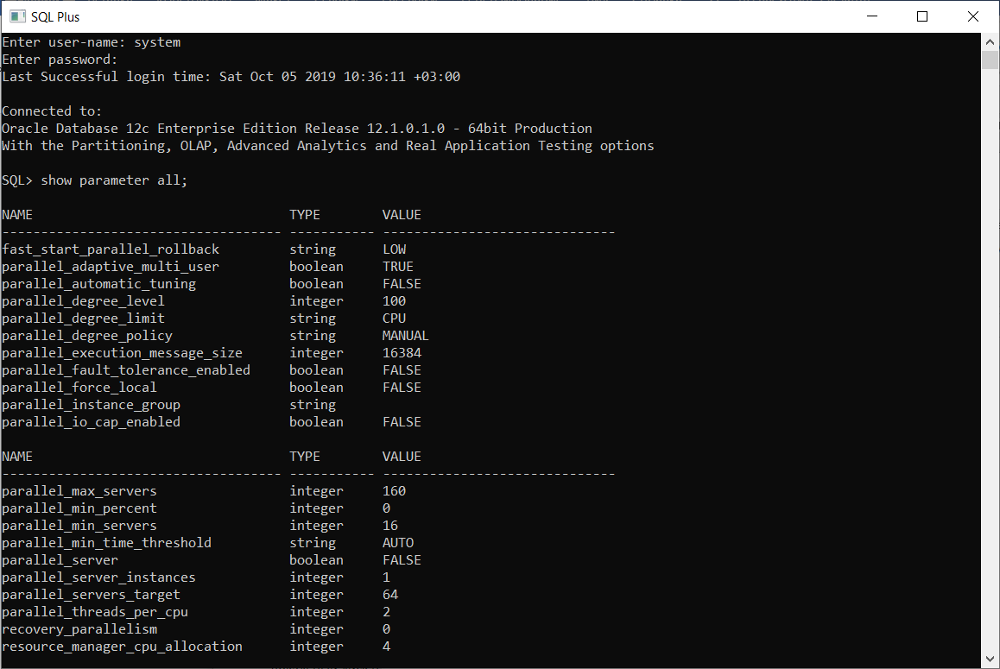 SQL Plus
Enter user-name: system
Enter password:
Last Successful login time: Sat Oct 05 2019 10:36:11 +03:00
Connected to:
Oracle Database 12c Enterprise Edition Release 12.1.0.1.0 - 64bit Production
With the Partitioning, OLAP, Advanced Analytics and Real Application Testing options
SQL> show parameter all;
NAME                                 TYPE        VALUE
------------------------------------ ----------- ------------------------------
fast_start_parallel_rollback         string      LOW
parallel_adaptive_multi_user         boolean     TRUE
parallel_automatic_tuning            boolean     FALSE
parallel_degree_level                integer     100
parallel_degree_limit                string      CPU
parallel_degree_policy               string      MANUAL
parallel_execution_message_size      integer     16384
parallel_fault_tolerance_enabled     boolean     FALSE
parallel_force_local                 boolean     FALSE
parallel_instance_group              string
parallel_io_cap_enabled              boolean     FALSE
NAME                                 TYPE        VALUE
------------------------------------ ----------- ------------------------------
parallel_max_servers                 integer     160
parallel_min_percent                 integer     0
parallel_min_servers                 integer     16
parallel_min_time_threshold          string      AUTO
parallel_server                      boolean     FALSE
parallel_server_instances            integer     1
parallel_servers_target              integer     64
parallel_threads_per_cpu             integer     2
recovery_parallelism                 integer     0
resource_manager_cpu_allocation      integer     4